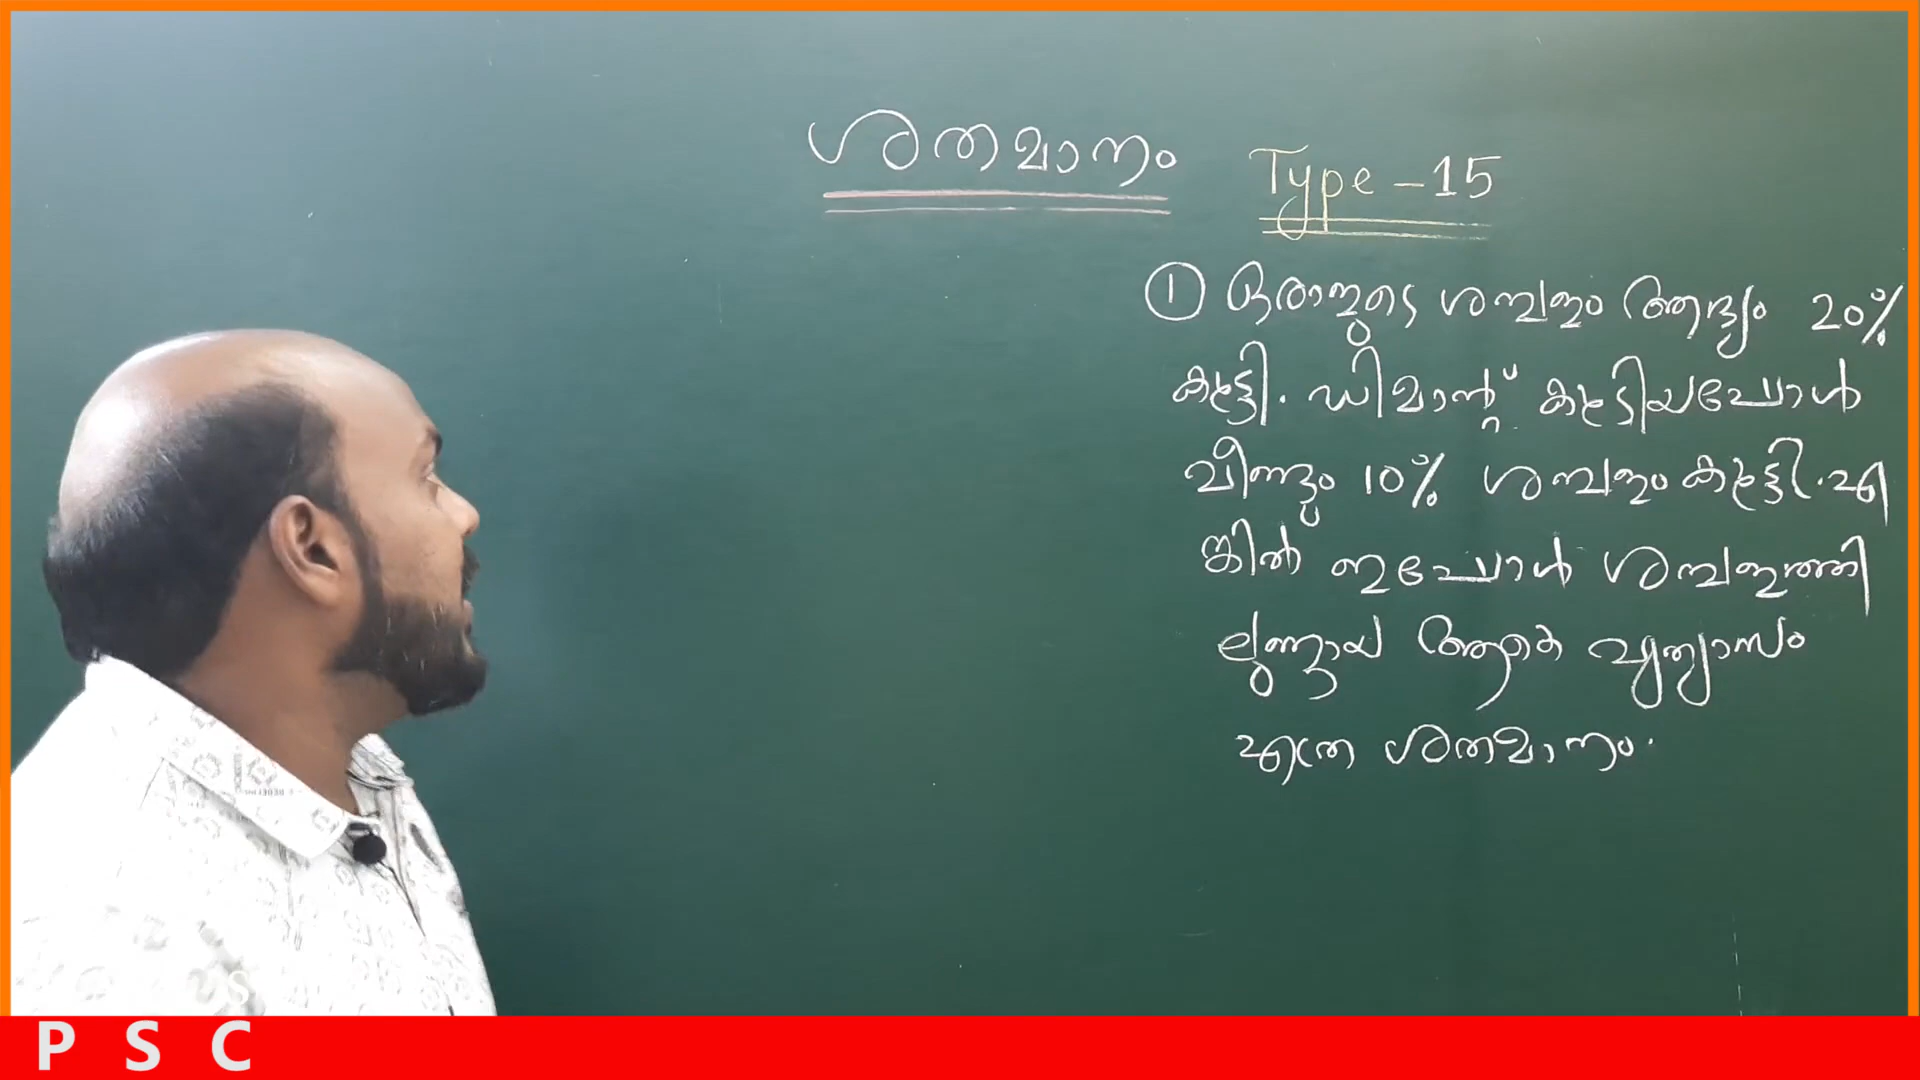 ശതമാനം Type - 15
① ഒരാളുടെ ശമ്പളം ആദ്യം 20%
കൂട്ടി. ഡിമാന്റ് കൂടിയപ്പോൾ
വീണ്ടും 10% ശമ്പളം കൂട്ടി. എ
ങ്കിൽ ഇപ്പോൾ ശമ്പളത്തി
ലുണ്ടായ ആകെ വ്യത്യാസം
എത്ര ശതമാനം.
P S C